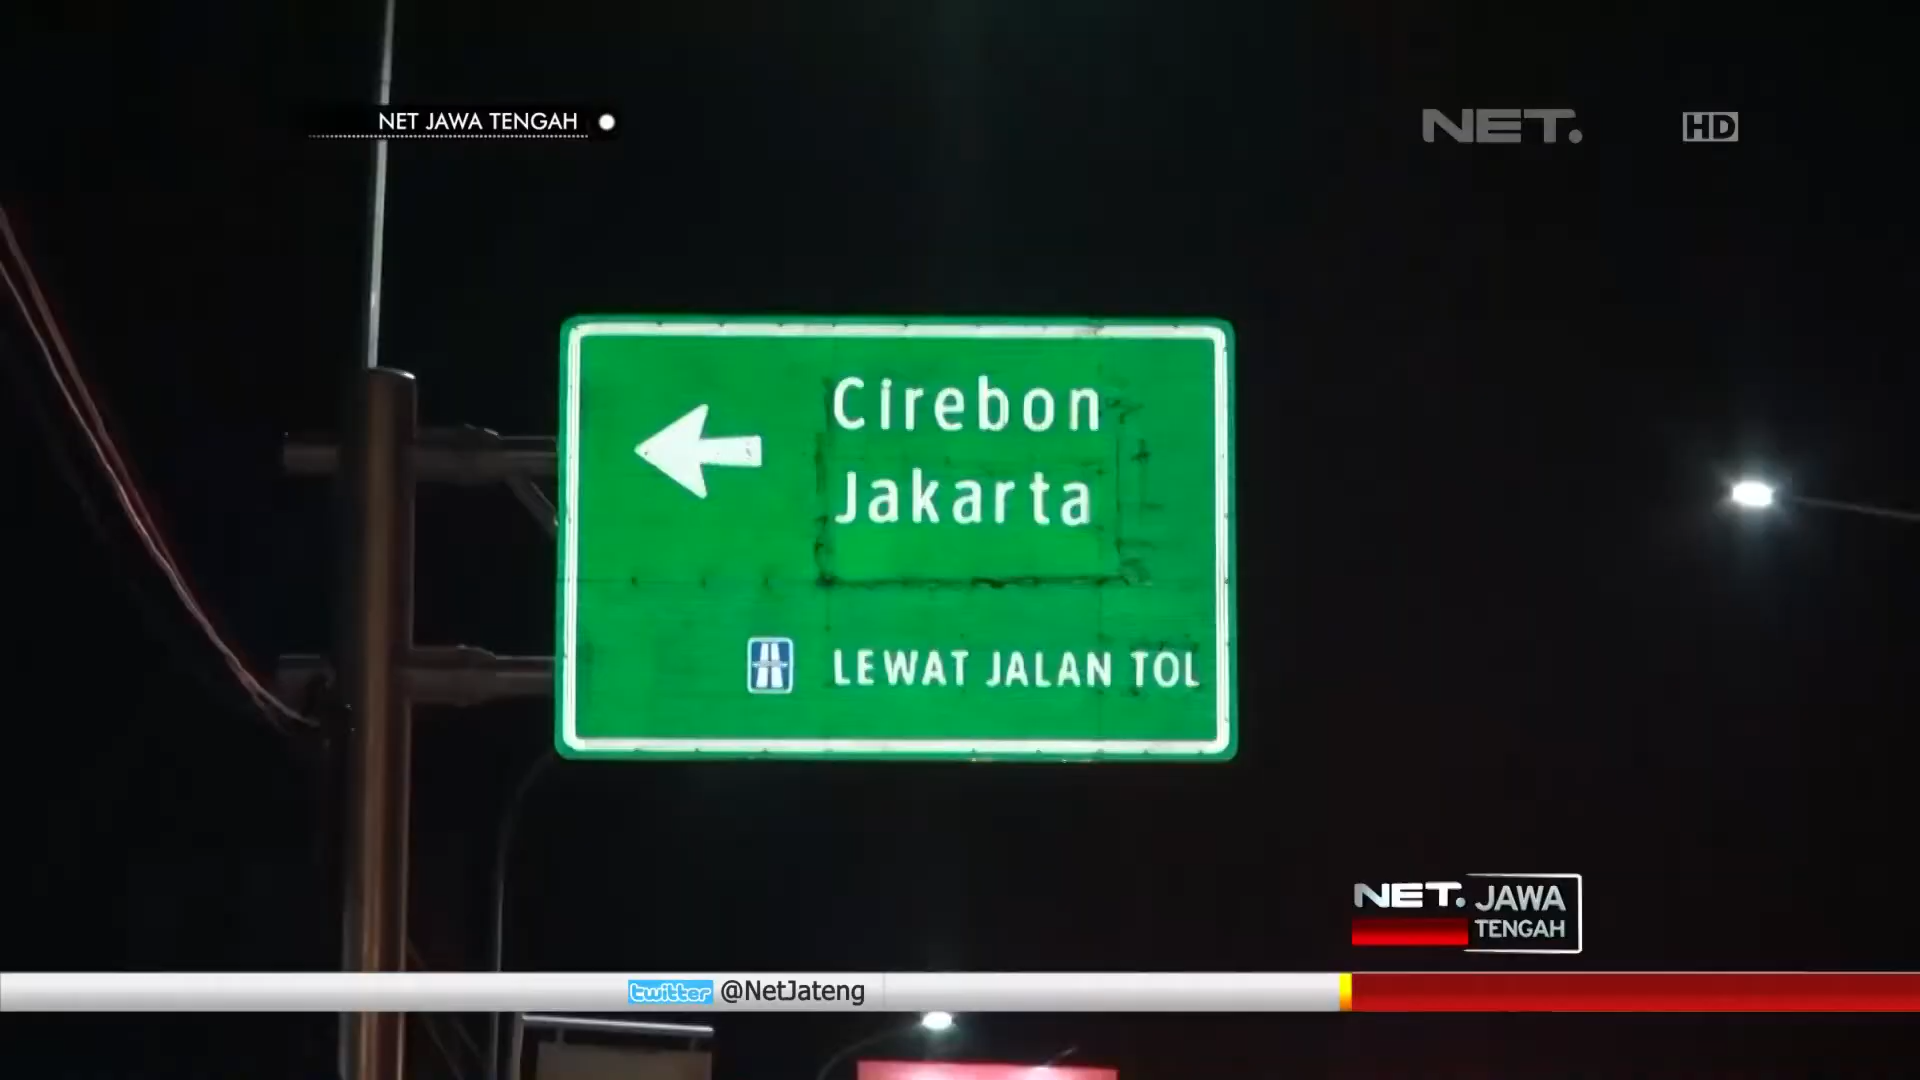 NET JAWA TENGAH
NET.
HD
Cirebon
Jakarta
LEWAT JALAN TOL
NET. JAWA
TENGAH
twitter @NetJateng